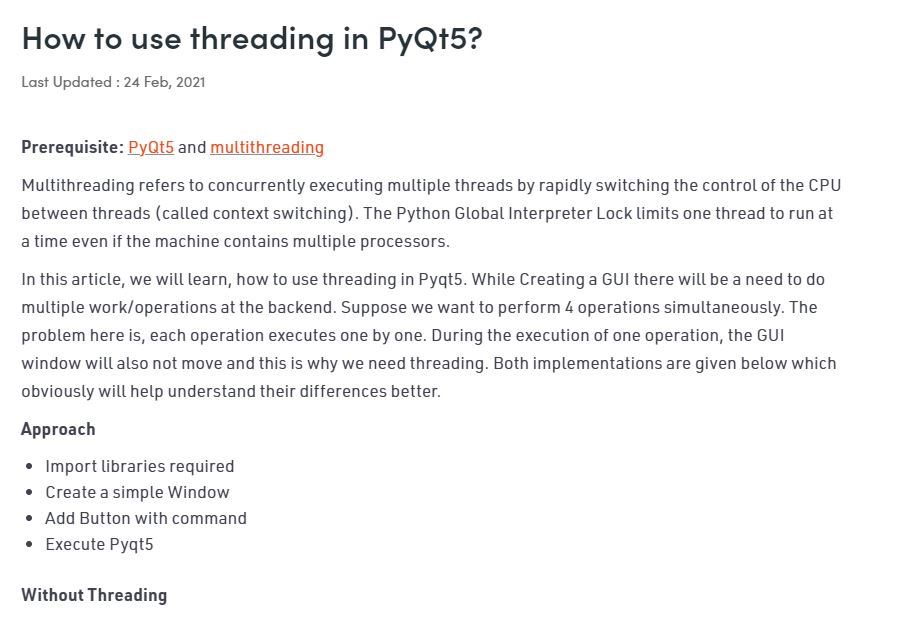 How to use threading in PyQt5?
Last Updated : 24 Feb, 2021
Prerequisite: PyQt5 and multithreading
Multithreading refers to concurrently executing multiple threads by rapidly switching the control of the CPU
between threads (called context switching). The Python Global Interpreter Lock limits one thread to run at
a time even if the machine contains multiple processors.
In this article, we will learn, how to use threading in Pyqt5. While Creating a GUI there will be a need to do
multiple work/operations at the backend. Suppose we want to perform 4 operations simultaneously. The
problem here is, each operation executes one by one. During the execution of one operation, the GUI
window will also not move and this is why we need threading. Both implementations are given below which
obviously will help understand their differences better.
Approach
• Import libraries required
• Create a simple Window
• Add Button with command
• Execute Pyqt5
Without Threading